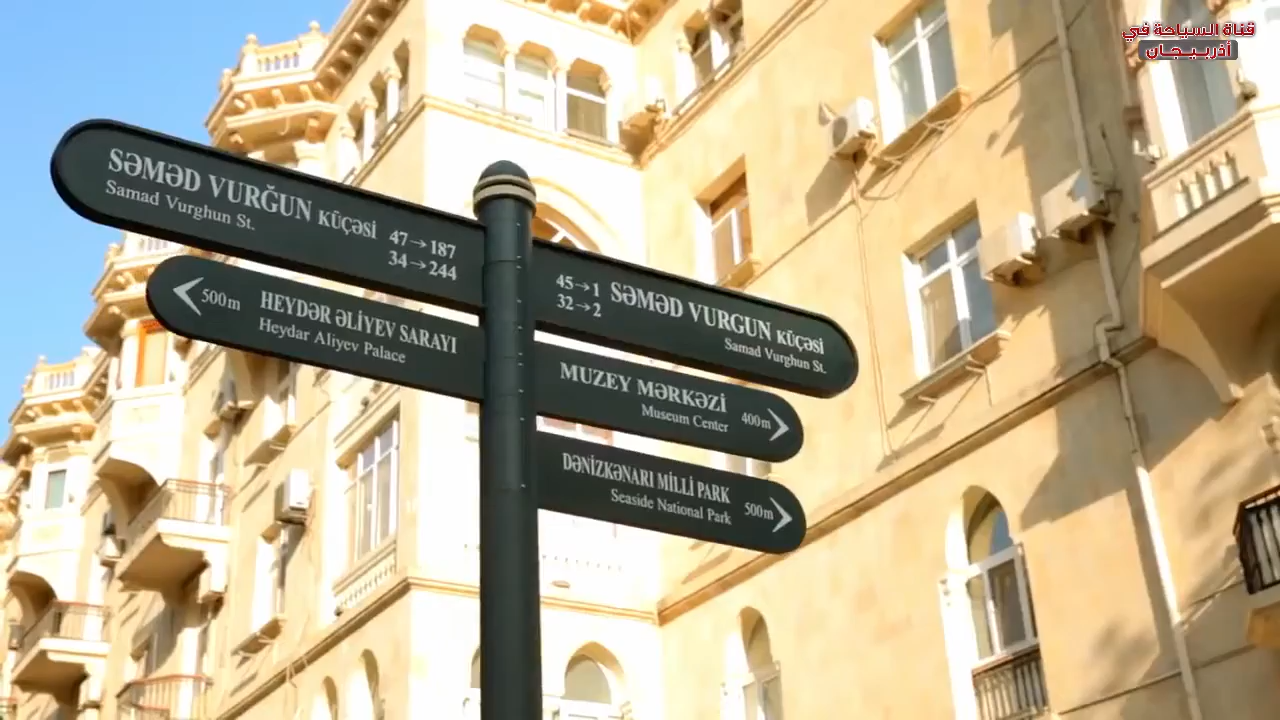 قناة السياحة في
أذربيجان
SƏMƏD VURĞUN KÜÇƏSİ
Samad Vurghun St.
47→187
34→244
45→1
32→2
SƏMƏD VURGUN KÜÇƏSİ
Samad Vurghun St.
500m
HEYDƏR ƏLİYEV SARAYI
Heydar Aliyev Palace
MUZEY MƏRKƏZİ
Museum Center
400m
DƏNİZKƏNARI MİLLİ PARK
Seaside National Park
500m